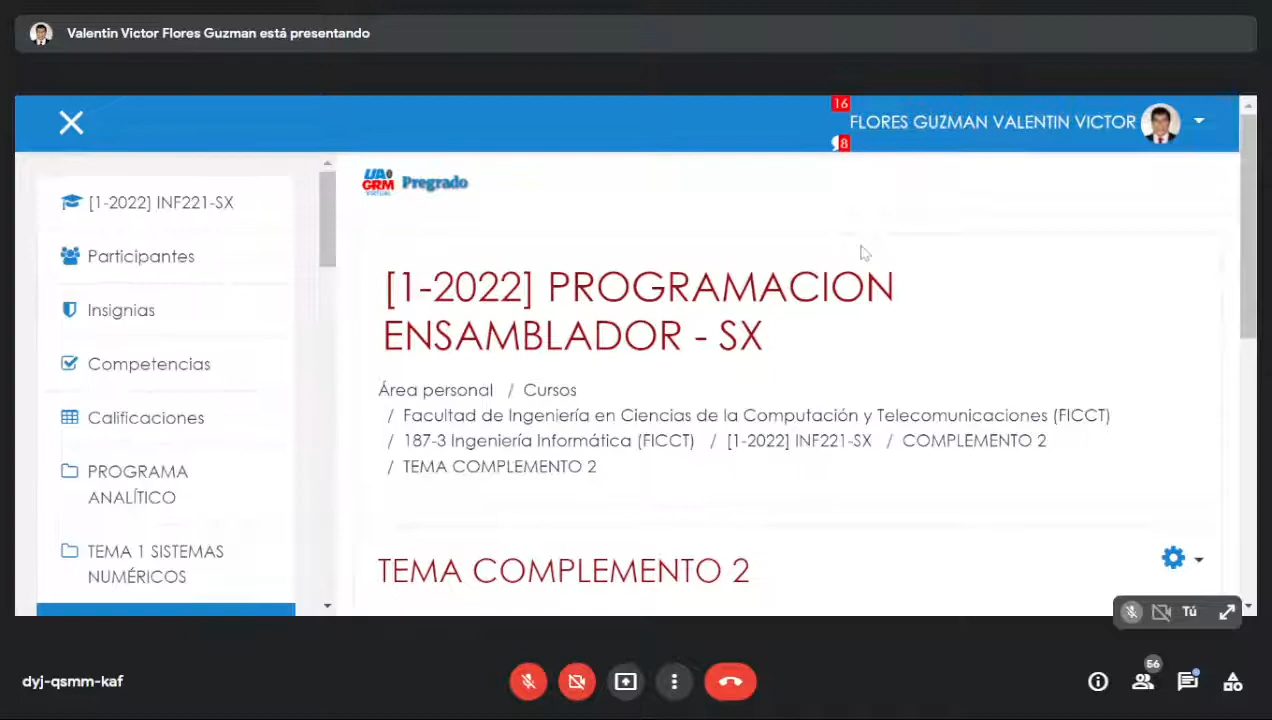 Valentin Victor Flores Guzman está presentando
16
FLORES GUZMAN VALENTIN VICTOR
8
UAGRM VIRTUAL Pregrado
[1-2022] INF221-SX
Participantes
Insignias
Competencias
Calificaciones
PROGRAMA
ANALÍTICO
TEMA 1 SISTEMAS
NUMÉRICOS
[1-2022] PROGRAMACION
ENSAMBLADOR - SX
Área personal / Cursos
/ Facultad de Ingeniería en Ciencias de la Computación y Telecomunicaciones (FICCT)
/ 187-3 Ingeniería Informática (FICCT) / [1-2022] INF221-SX / COMPLEMENTO 2
/ TEMA COMPLEMENTO 2
TEMA COMPLEMENTO 2
Tú
dyj-qsmm-kaf
56